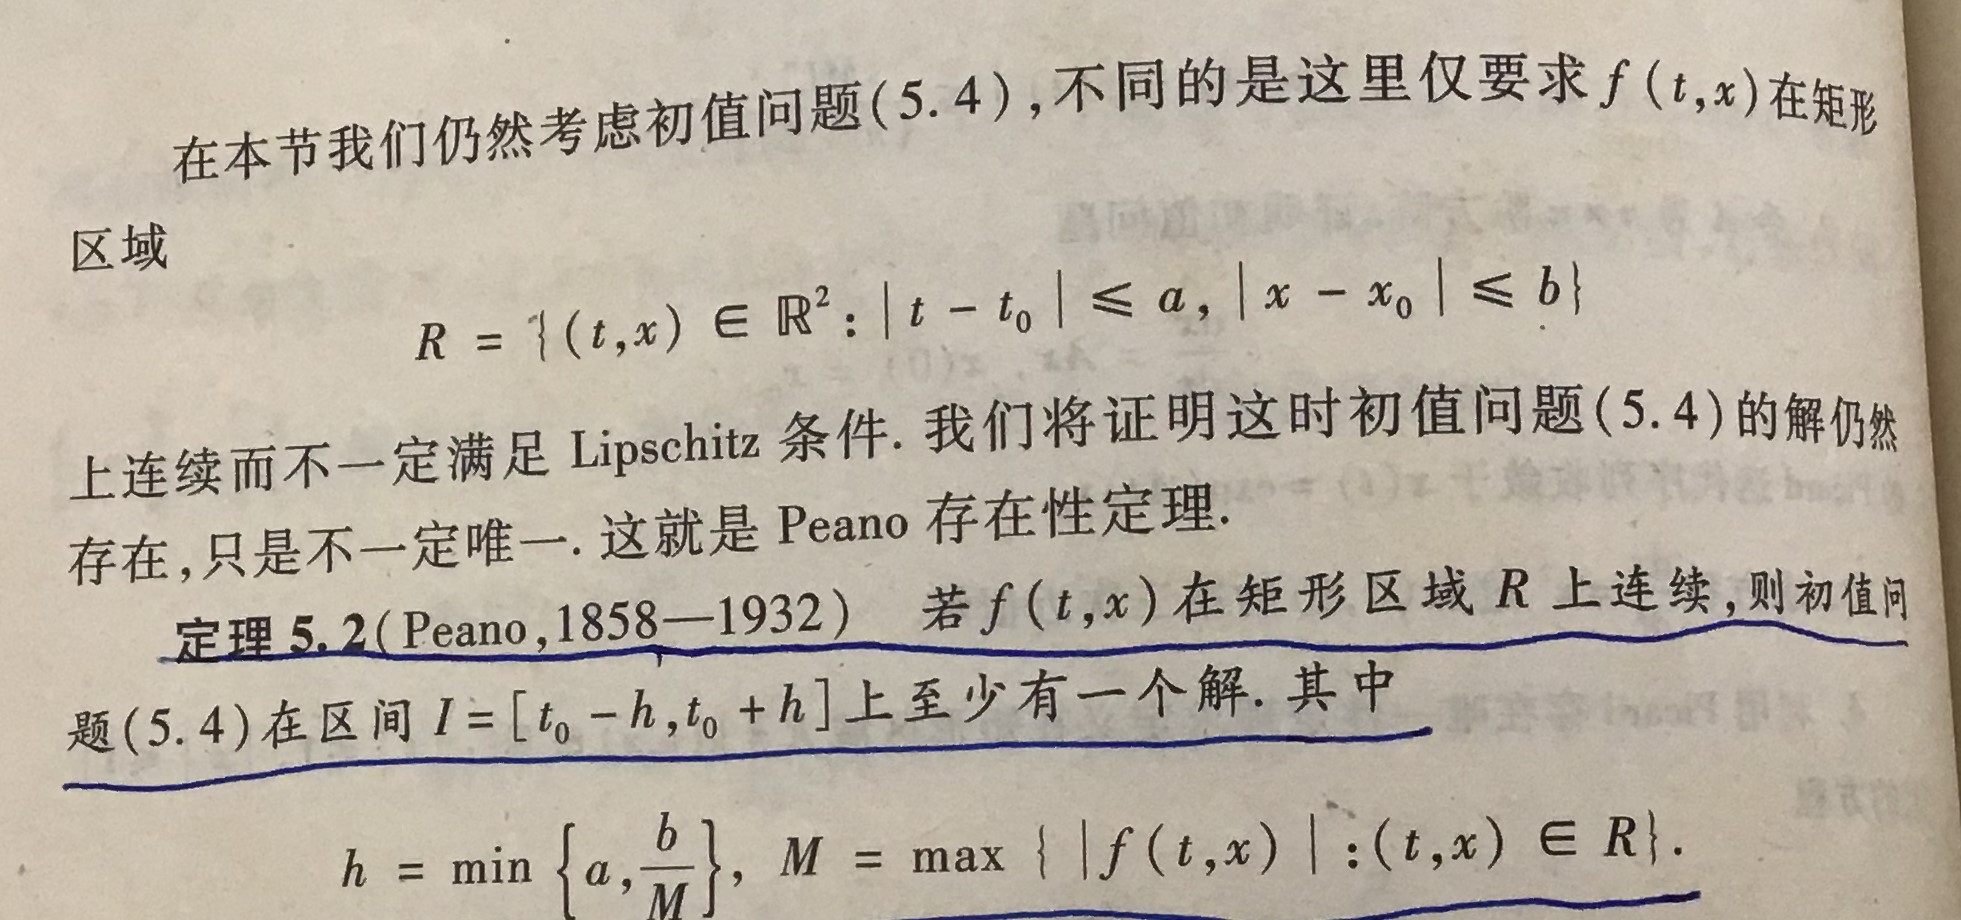 在本节我们仍然考虑初值问题(5.4),不同的是这里仅要求 f(t,x)在矩形
区域
R = {(t,x) ∈ ℝ²:|t - t₀| ≤ a,|x - x₀| ≤ b}
上连续而不一定满足 Lipschitz 条件. 我们将证明这时初值问题(5.4)的解仍然
存在,只是不一定唯一. 这就是 Peano 存在性定理.
定理 5.2(Peano,1858—1932) 若 f(t,x)在矩形区域 R 上连续,则初值问
题(5.4)在区间 I=[t₀-h,t₀+h]上至少有一个解. 其中
h = min {a, b/M}, M = max {|f(t,x)|:(t,x) ∈ R}.